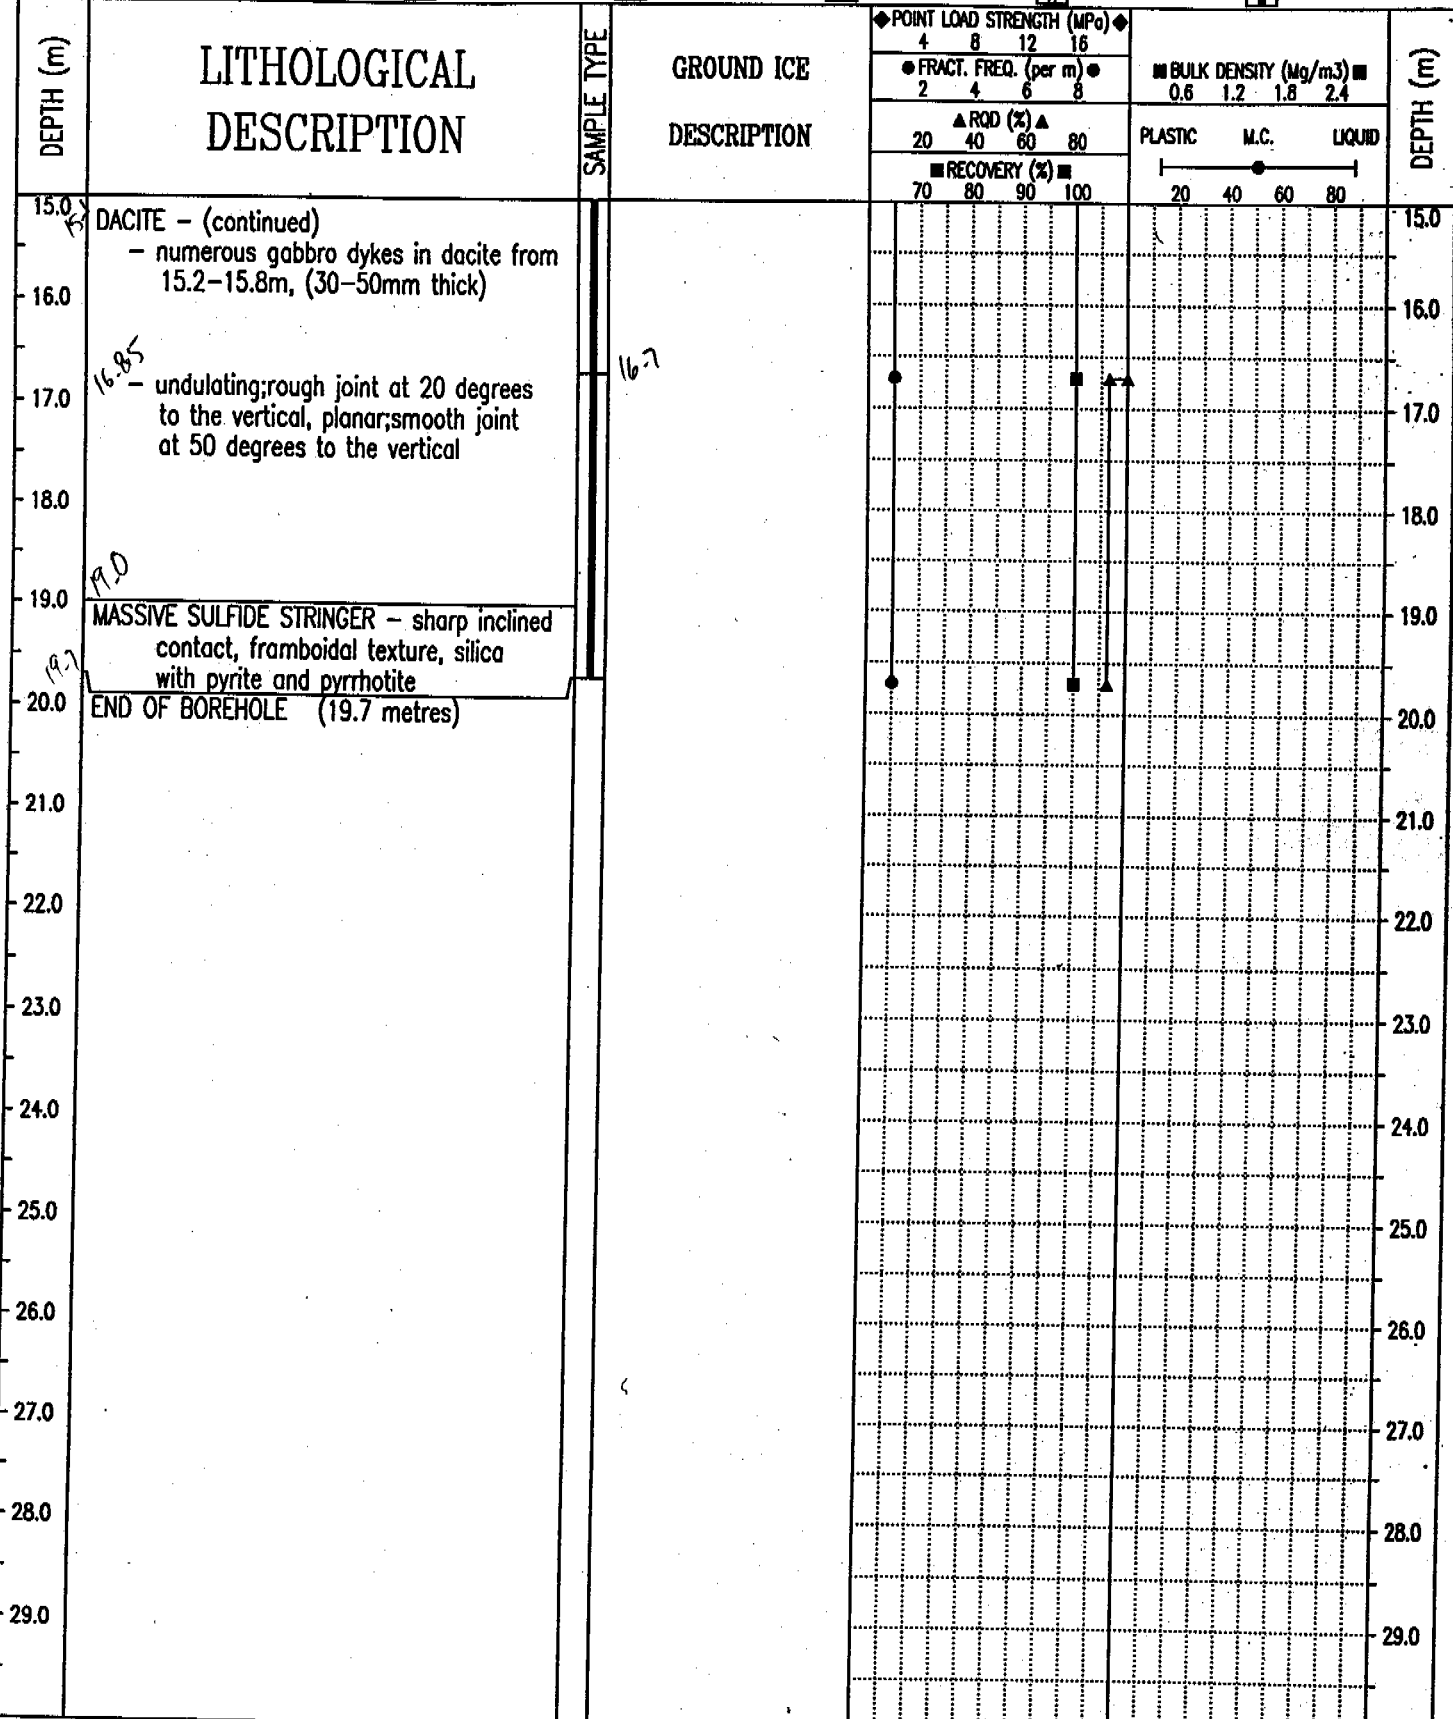 DEPTH (m)
LITHOLOGICAL
DESCRIPTION
SAMPLE TYPE
GROUND ICE
DESCRIPTION
◆POINT LOAD STRENGTH (MPa)◆
4 8 12 16
●FRACT. FREQ. (per m)●
2 4 6 8
▲RQD (%)▲
20 40 60 80
■RECOVERY (%)■
70 80 90 100
■BULK DENSITY (Mg/m3)■
0.6 1.2 1.8 2.4
PLASTIC M.C. LIQUID
20 40 60 80
DEPTH (m)
15.0
DACITE - (continued)
- numerous gabbro dykes in dacite from
15.2-15.8m, (30-50mm thick)
16.85
- undulating;rough joint at 20 degrees
to the vertical, planar;smooth joint
at 50 degrees to the vertical
16.7
19.0
MASSIVE SULFIDE STRINGER - sharp inclined
contact, framboidal texture, silica
with pyrite and pyrrhotite
19.7
END OF BOREHOLE (19.7 metres)
16.0
17.0
18.0
19.0
20.0
21.0
22.0
23.0
24.0
25.0
26.0
27.0
28.0
29.0
15.0
16.0
17.0
18.0
19.0
20.0
21.0
22.0
23.0
24.0
25.0
26.0
27.0
28.0
29.0